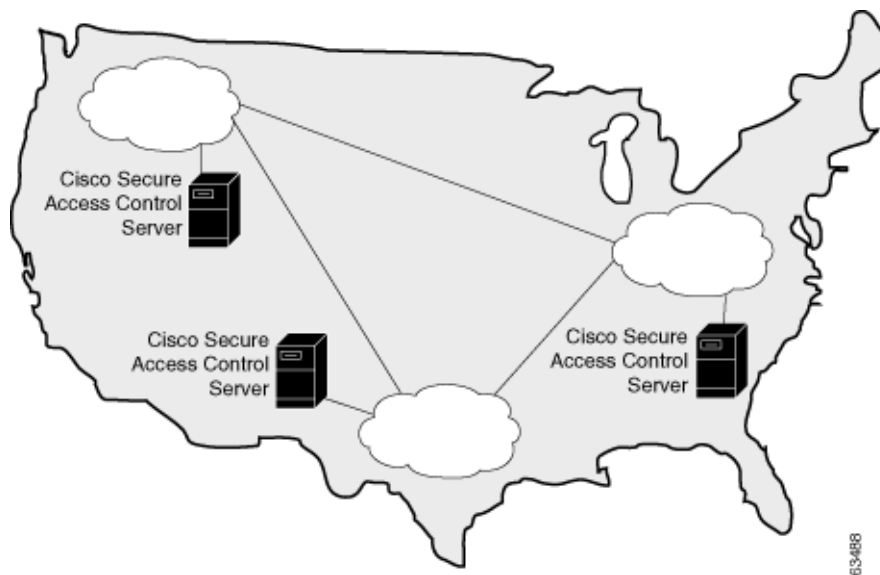 Cisco Secure
Access Control
Server
Cisco Secure
Access Control
Server
Cisco Secure
Access Control
Server
63488